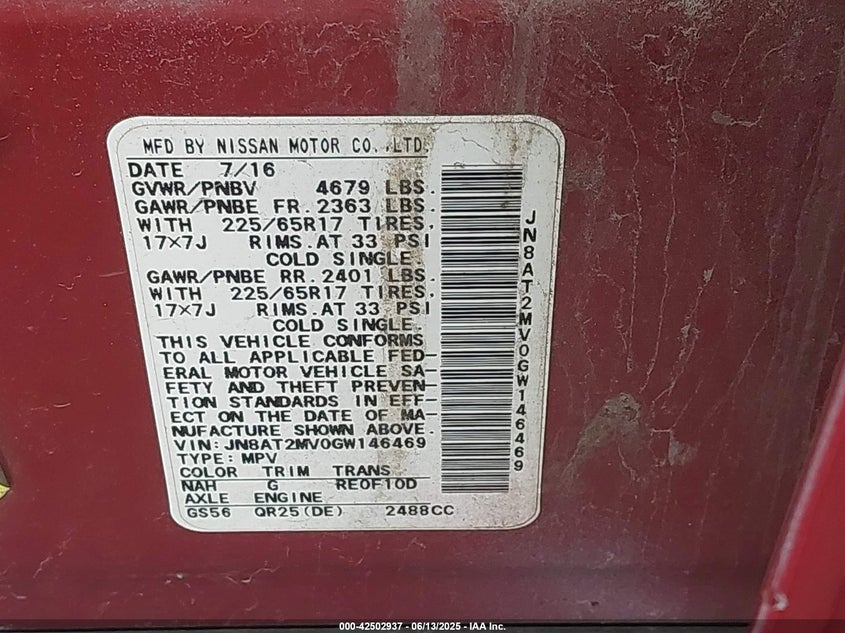 MFD BY NISSAN MOTOR CO.,LTD.
DATE 7/16
GVWR/PNBV 4679 LBS.
GAWR/PNBE FR. 2363 LBS.
WITH 225/65R17 TIRES,
17×7J RIMS.AT 33 PSI
COLD SINGLE.
GAWR/PNBE RR. 2401 LBS.
WITH 225/65R17 TIRES,
17×7J RIMS.AT 33 PSI
COLD SINGLE.
THIS VEHICLE CONFORMS
TO ALL APPLICABLE FED-
ERAL MOTOR VEHICLE SA-
FETY AND THEFT PREVEN-
TION STANDARDS IN EFF-
ECT ON THE DATE OF MA-
NUFACTURE SHOWN ABOVE.
VIN:JN8AT2MV0GW146469
TYPE:MPV
COLOR TRIM TRANS
NAH G RE0F10D
AXLE ENGINE
GS56 QR25(DE) 2488CC
JN8AT2MV0GW146469
000-42502937 - 06/13/2025 - IAA Inc.